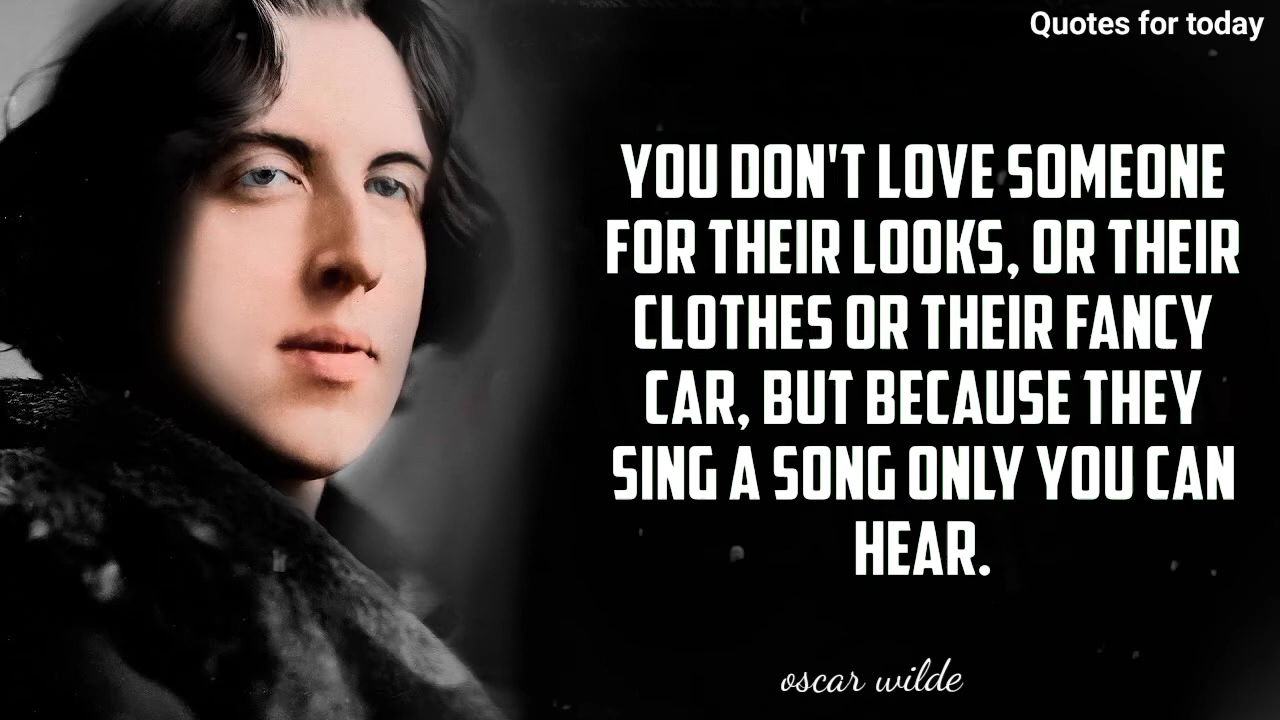 Quotes for today
YOU DON'T LOVE SOMEONE
FOR THEIR LOOKS, OR THEIR
CLOTHES OR THEIR FANCY
CAR, BUT BECAUSE THEY
SING A SONG ONLY YOU CAN
HEAR.
oscar wilde